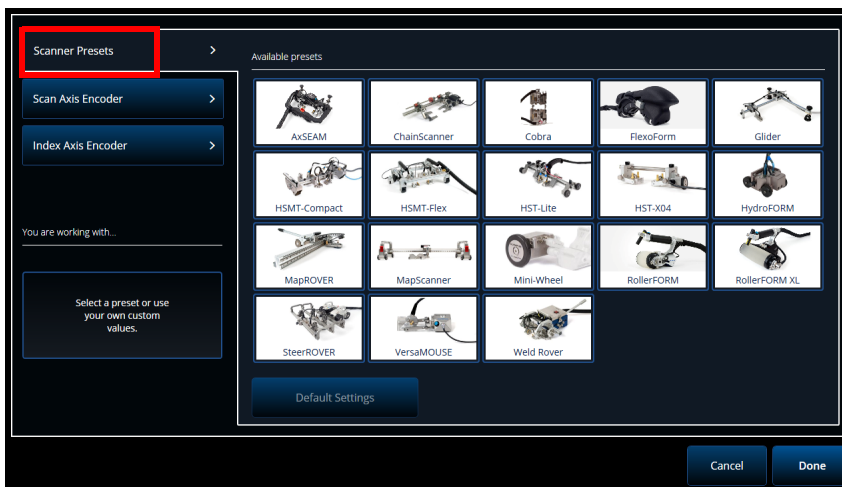 Scanner Presets
Available presets
Scan Axis Encoder
Index Axis Encoder
AxSEAM
ChainScanner
Cobra
FlexoForm
Glider
HSMT-Compact
HSMT-Flex
HST-Lite
HST-X04
HydroFORM
You are working with...
MapROVER
MapScanner
Mini-Wheel
RollerFORM
RollerFORM XL
Select a preset or use
your own custom
values.
SteerROVER
VersaMOUSE
Weld Rover
Default Settings
Cancel
Done